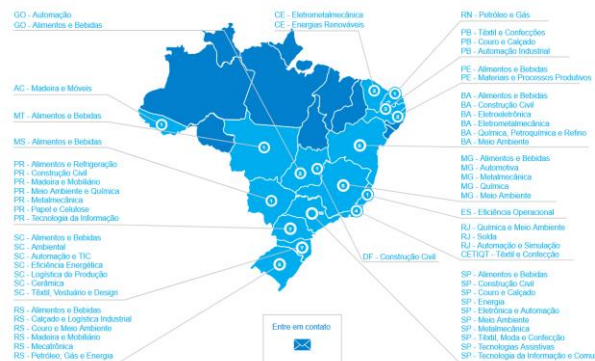 GO - Automação
GO - Alimentos e Bebidas
CE - Eletrometalmecânica
CE - Energias Renováveis
RN - Petróleo e Gás
PB - Têxtil e Confecções
PB - Couro e Calçado
PB - Automação Industrial
PE - Alimentos e Bebidas
PE - Materiais e Processos Produtivos
AC - Madeira e Móveis
MT - Alimentos e Bebidas
MS - Alimentos e Bebidas
BA - Alimentos e Bebidas
BA - Construção Civil
BA - Eletroeletrônica
BA - Eletrometalmecânica
BA - Química, Petroquímica e Refino
BA - Meio Ambiente
MG - Alimentos e Bebidas
MG - Automotiva
MG - Metalmecânica
MG - Química
MG - Meio Ambiente
PR - Alimentos e Refrigeração
PR - Construção Civil
PR - Madeira e Mobiliário
PR - Meio Ambiente e Química
PR - Metalmecânica
PR - Papel e Celulose
PR - Tecnologia da Informação
ES - Eficiência Operacional
RJ - Química e Meio Ambiente
RJ - Solda
RJ - Automação e Simulação
CETIQT - Têxtil e Confecção
SC - Alimentos e Bebidas
SC - Ambiental
SC - Automação e TIC
SC - Eficiência Energética
SC - Logística da Produção
SC - Cerâmica
SC - Têxtil, Vestuário e Design
DF - Construção Civil
SP - Alimentos e Bebidas
SP - Construção Civil
SP - Couro e Calçado
SP - Energia
SP - Eletrônica e Automação
SP - Meio Ambiente
SP - Metalmecânica
SP - Têxtil, Moda e Confecção
SP - Tecnologias Assistivas
SP - Tecnologia da Informação e Comu
RS - Alimentos e Bebidas
RS - Calçado e Logística Industrial
RS - Couro e Meio Ambiente
RS - Madeira e Mobiliário
RS - Mecatrônica
RS - Petróleo, Gás e Energia
Entre em contato